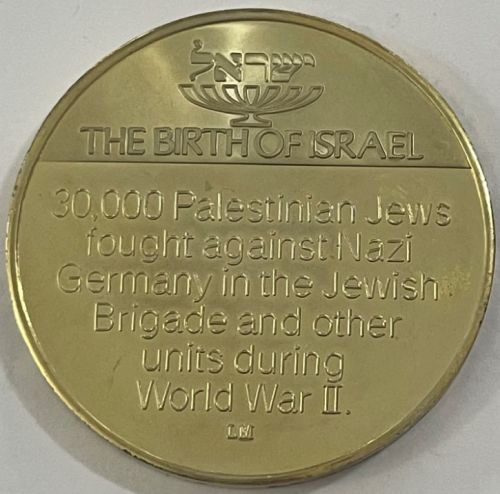 ישראל
THE BIRTH OF ISRAEL
30,000 Palestinian Jews
fought against Nazi
Germany in the Jewish
Brigade and other
units during
World War II.